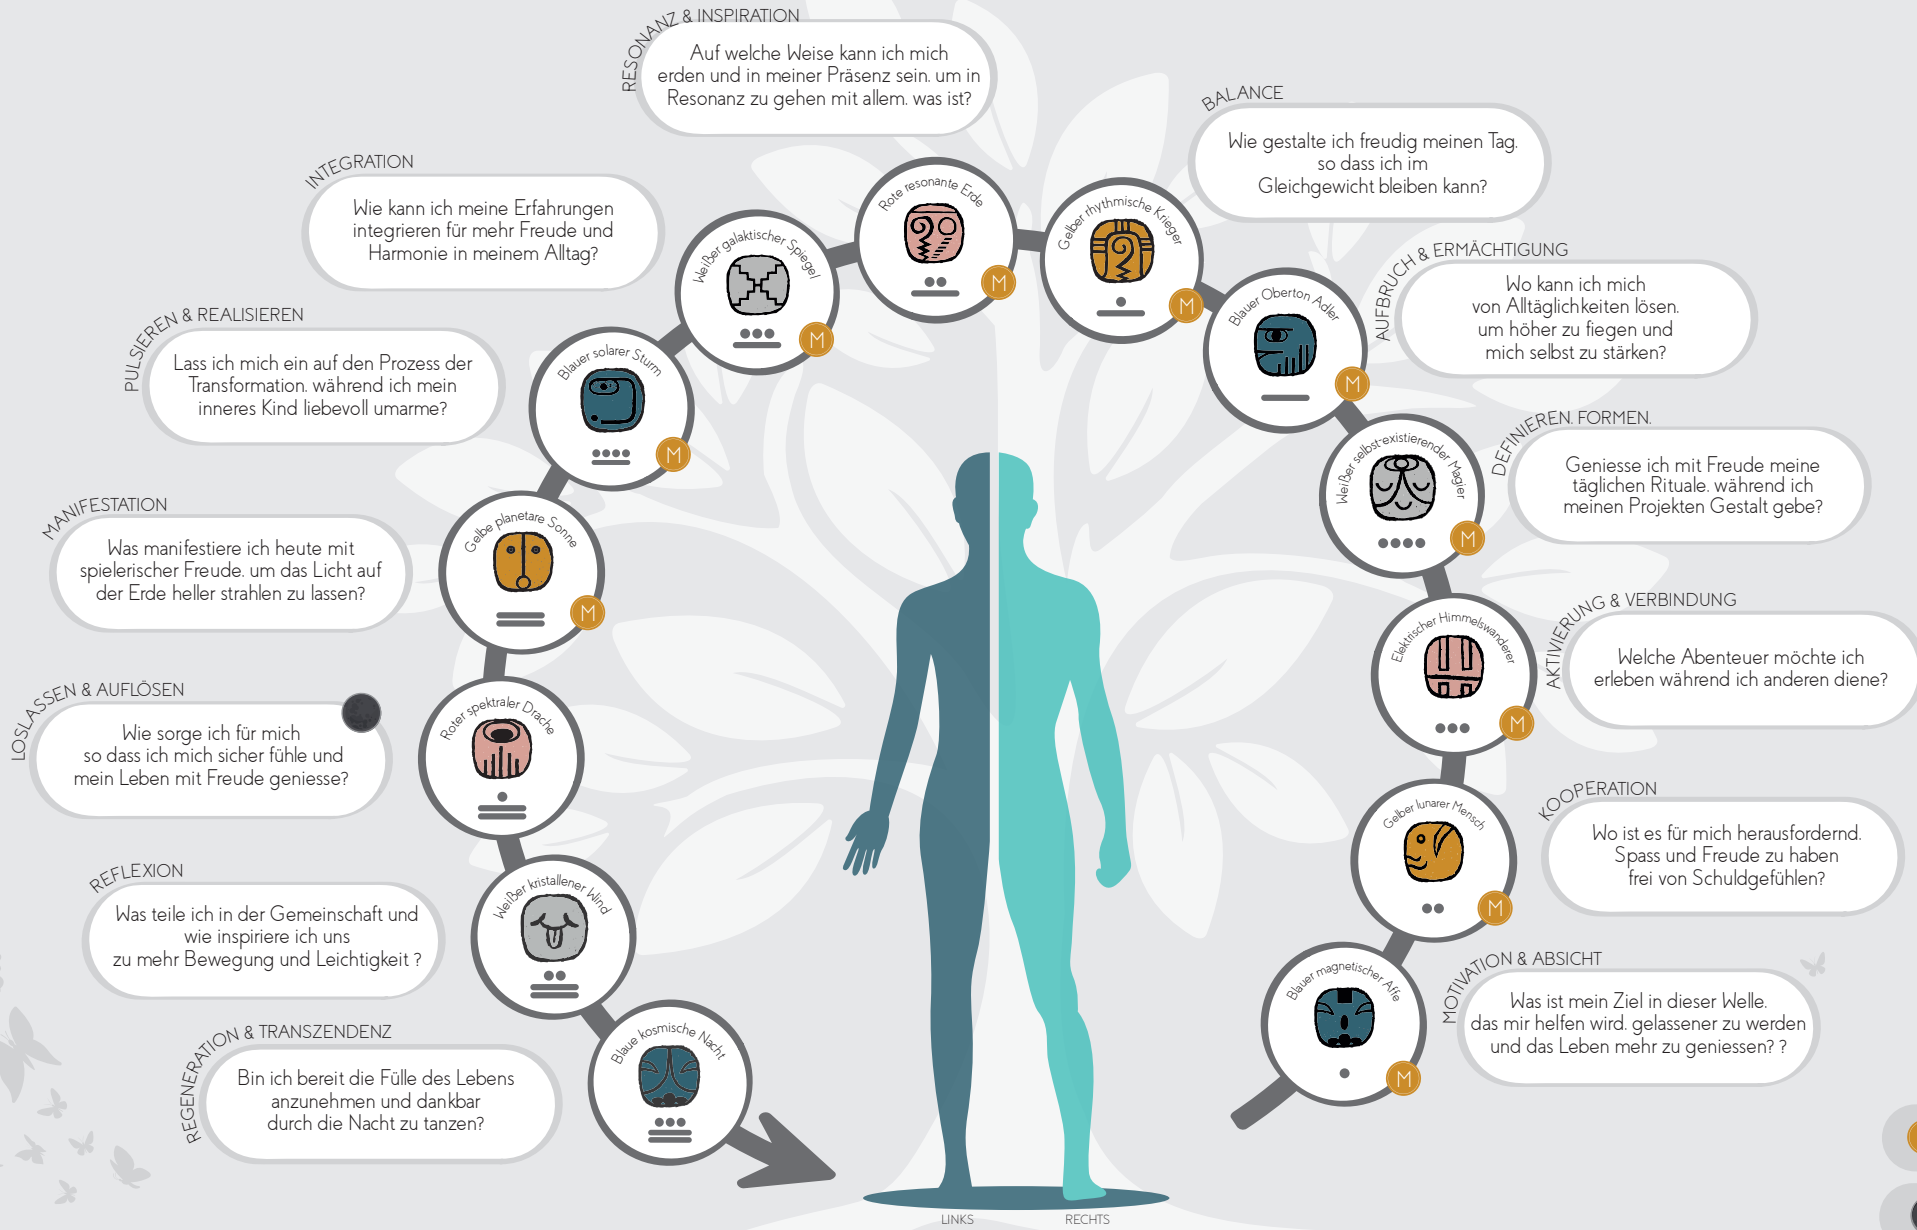 RESONANZ & INSPIRATION
Auf welche Weise kann ich mich
erden und in meiner Präsenz sein. um in
Resonanz zu gehen mit allem. was ist?
BALANCE
Wie gestalte ich freudig meinen Tag.
so dass ich im
Gleichgewicht bleiben kann?
INTEGRATION
Wie kann ich meine Erfahrungen
integrieren für mehr Freude und
Harmonie in meinem Alltag?
Weißer galaktischer Spiegel
M
Rote resonante Erde
M
Gelber rhythmische Krieger
M
AUFBRUCH & ERMÄCHTIGUNG
Wo kann ich mich
von Alltäglichkeiten lösen.
um höher zu fiegen und
mich selbst zu stärken?
Blauer Oberton Adler
M
PULSIEREN & REALISIEREN
Lass ich mich ein auf den Prozess der
Transformation. während ich mein
inneres Kind liebevoll umarme?
Blauer solarer Sturm
M
DEFINIEREN. FORMEN.
Geniesse ich mit Freude meine
täglichen Rituale. während ich
meinen Projekten Gestalt gebe?
Weißer selbst-existierender Magier
M
MANIFESTATION
Was manifestiere ich heute mit
spielerischer Freude. um das Licht auf
der Erde heller strahlen zu lassen?
Gelbe planetare Sonne
M
AKTIVIERUNG & VERBINDUNG
Welche Abenteuer möchte ich
erleben während ich anderen diene?
Elektrischer Himmelswanderer
M
LOSLASSEN & AUFLÖSEN
Wie sorge ich für mich
so dass ich mich sicher fühle und
mein Leben mit Freude geniesse?
Roter spektraler Drache
KOOPERATION
Wo ist es für mich herausfordernd.
Spass und Freude zu haben
frei von Schuldgefühlen?
Gelber lunarer Mensch
M
REFLEXION
Was teile ich in der Gemeinschaft und
wie inspiriere ich uns
zu mehr Bewegung und Leichtigkeit ?
Weißer kristallener Wind
MOTIVATION & ABSICHT
Was ist mein Ziel in dieser Welle.
das mir helfen wird. gelassener zu werden
und das Leben mehr zu geniessen? ?
Blauer magnetischer Affe
M
REGENERATION & TRANSZENDENZ
Bin ich bereit die Fülle des Lebens
anzunehmen und dankbar
durch die Nacht zu tanzen?
Blaue kosmische Nacht
LINKS
RECHTS